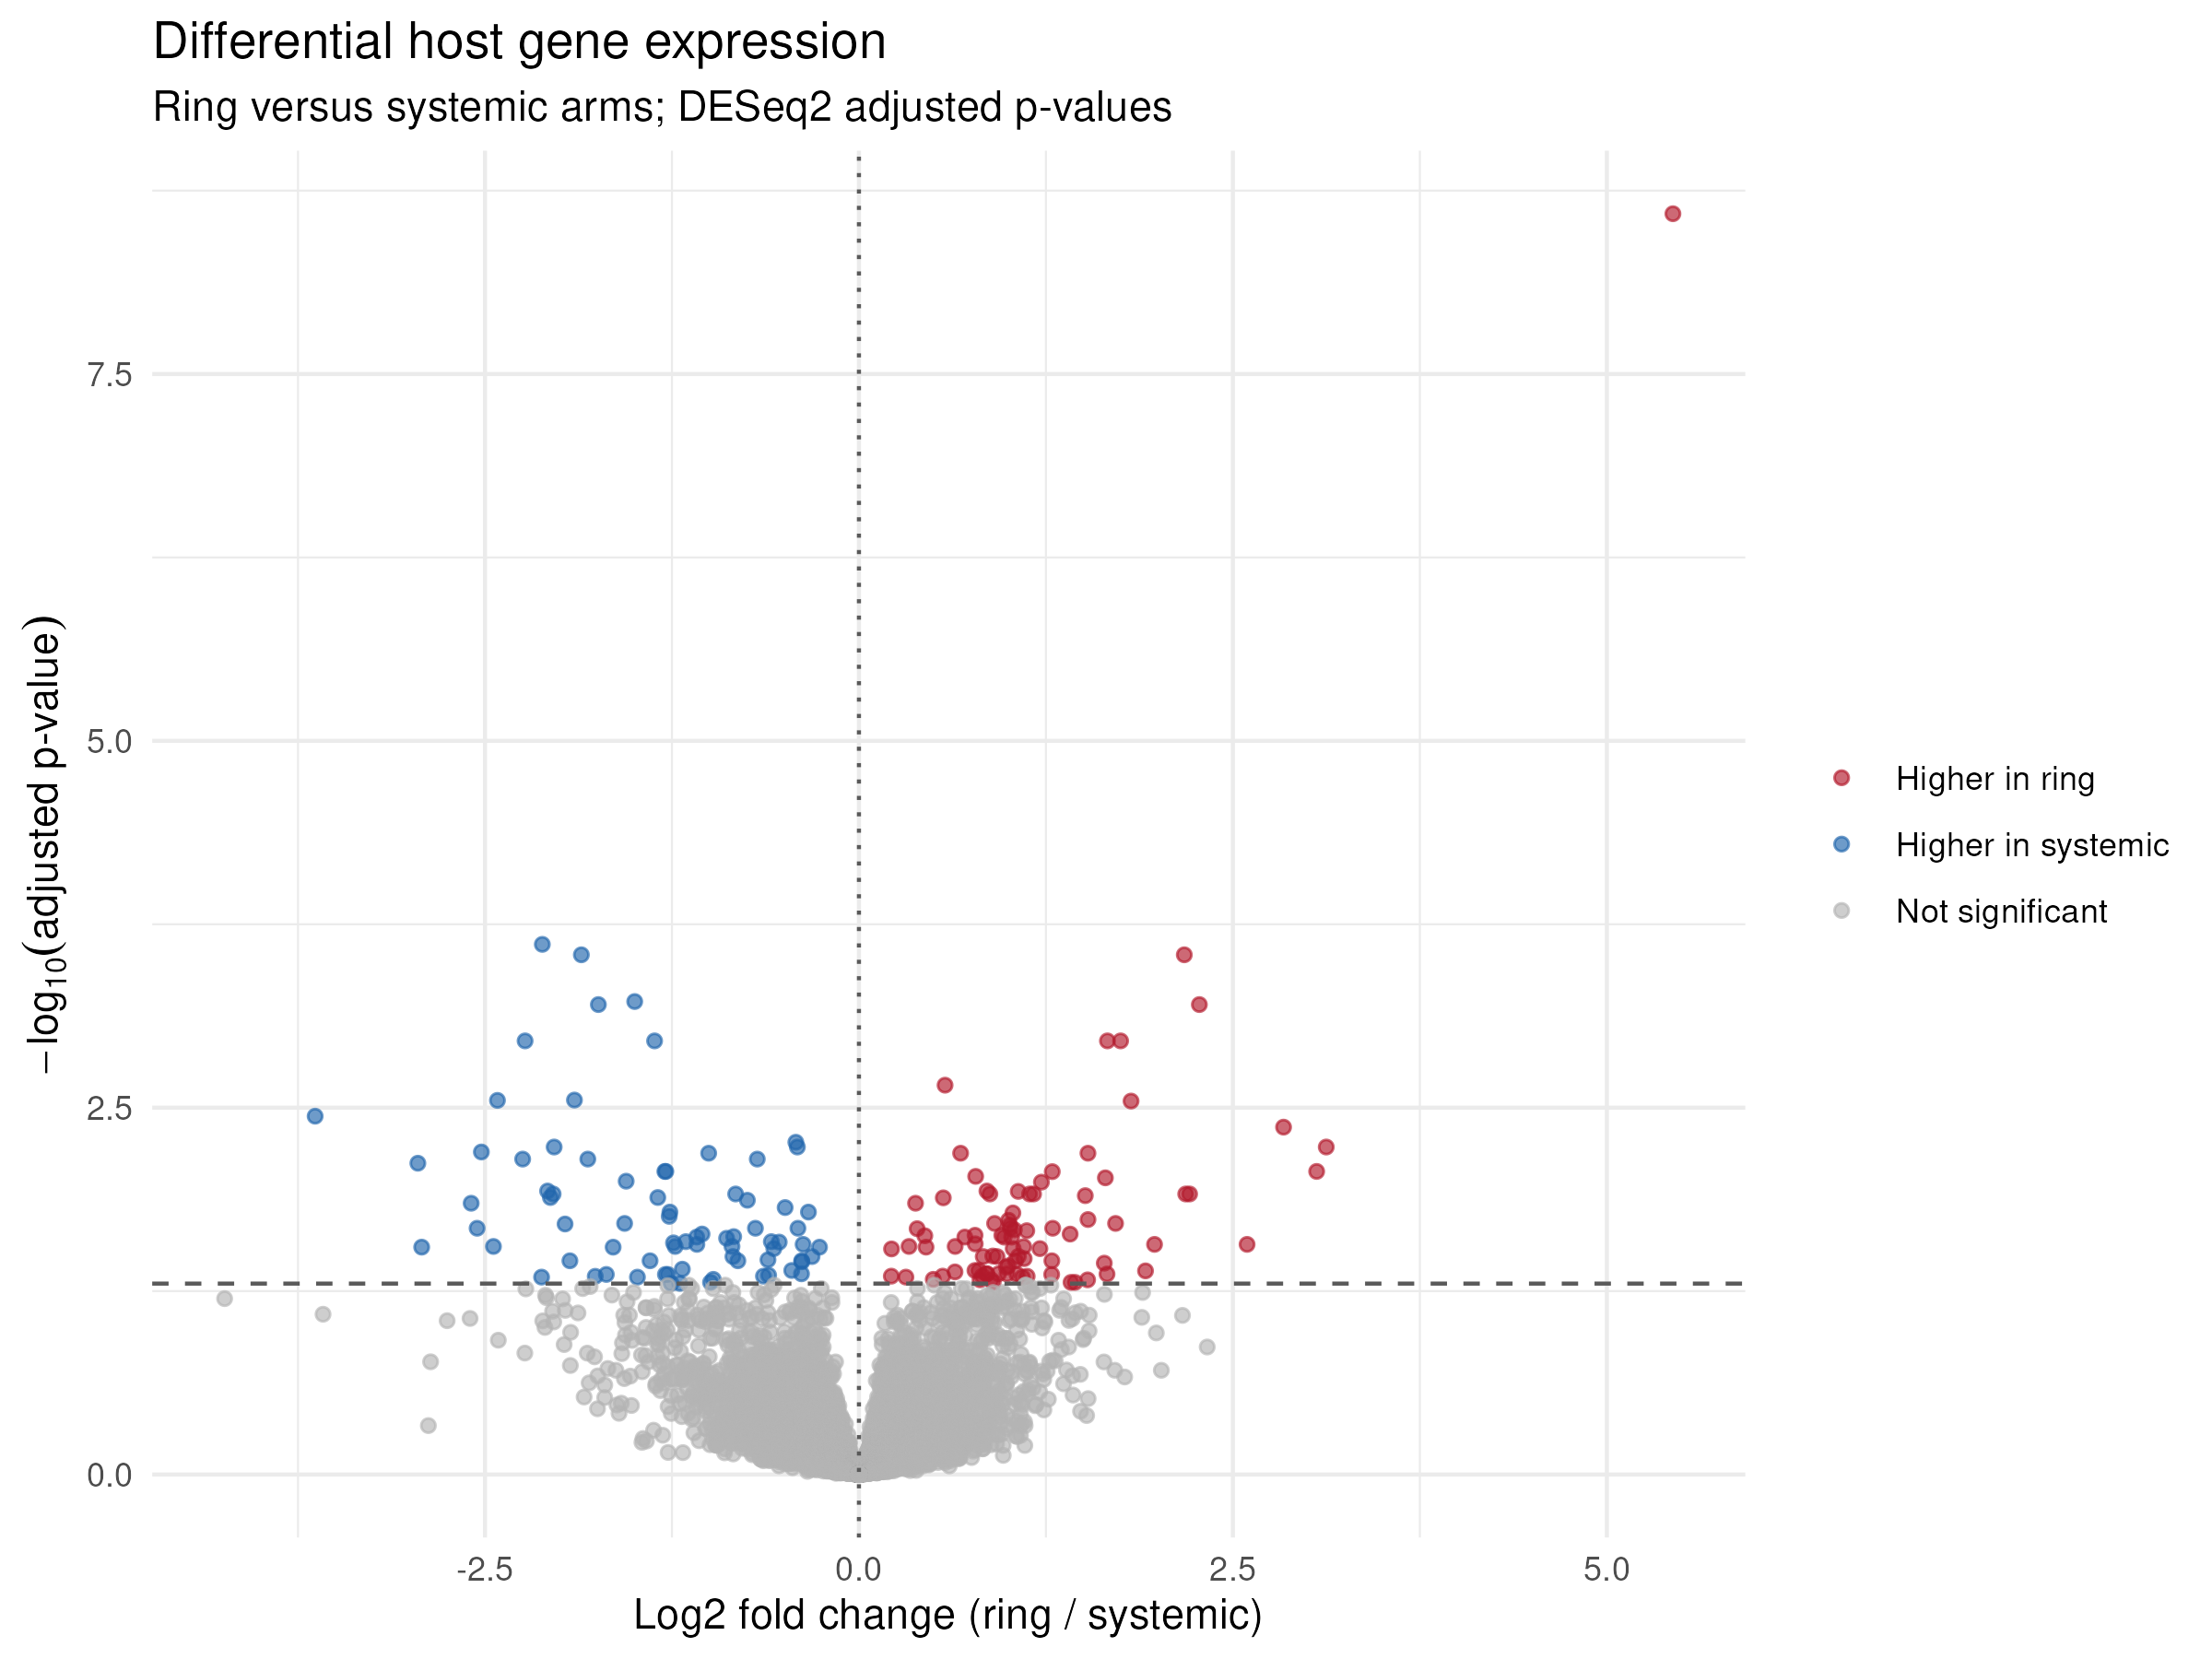 Differential host gene expression
Ring versus systemic arms; DESeq2 adjusted p-values
−log10(adjusted p-value)
7.5
5.0
2.5
0.0
-2.5
0.0
2.5
5.0
Log2 fold change (ring / systemic)
Higher in ring
Higher in systemic
Not significant